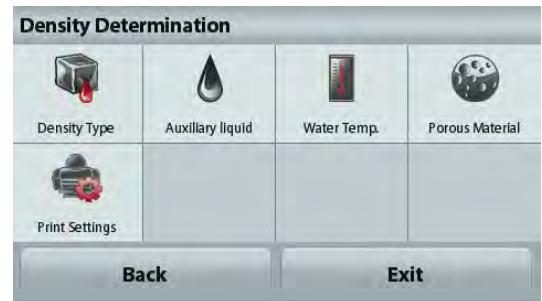 Density Determination
Density Type
Auxiliary liquid
Water Temp.
Porous Material
Print Settings
Back
Exit